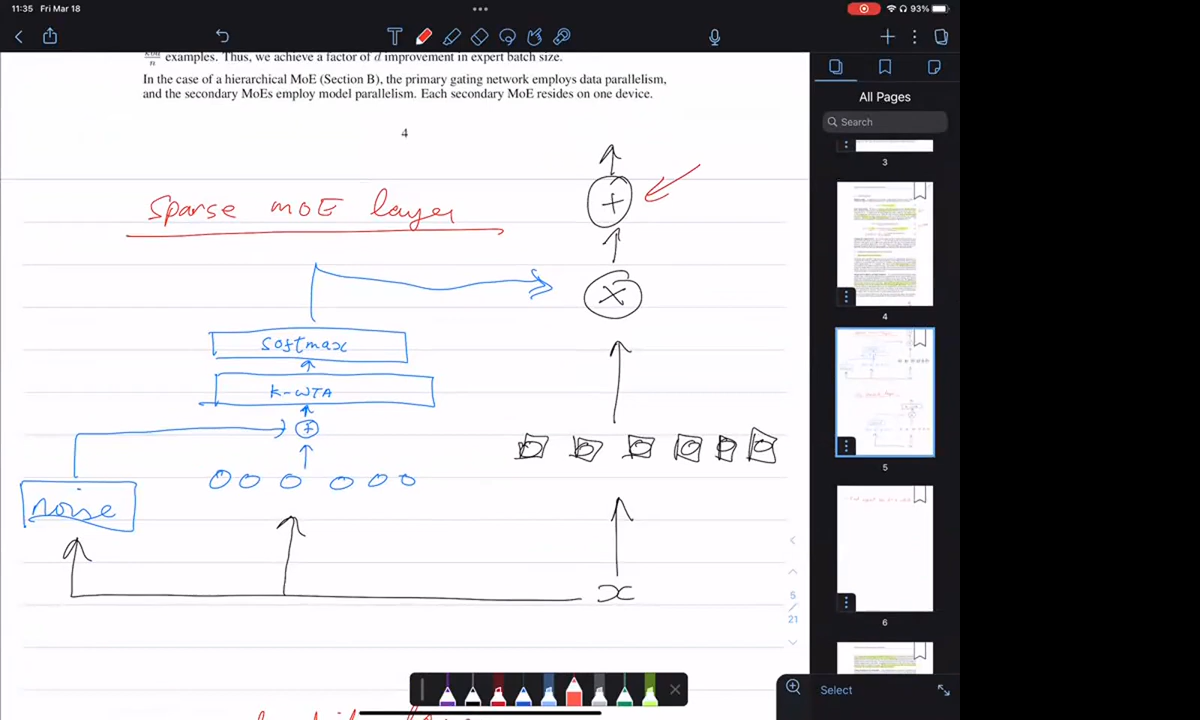 11:35 Fri Mar 18
93%
examples. Thus, we achieve a factor of d improvement in expert batch size.
In the case of a hierarchical MoE (Section B), the primary gating network employs data parallelism,
and the secondary MoEs employ model parallelism. Each secondary MoE resides on one device.
4
Sparse MOE layer
+
×
Softmax
K-WTA
+
noise
x
T
All Pages
Search
3
4
5
6
5
21
Select